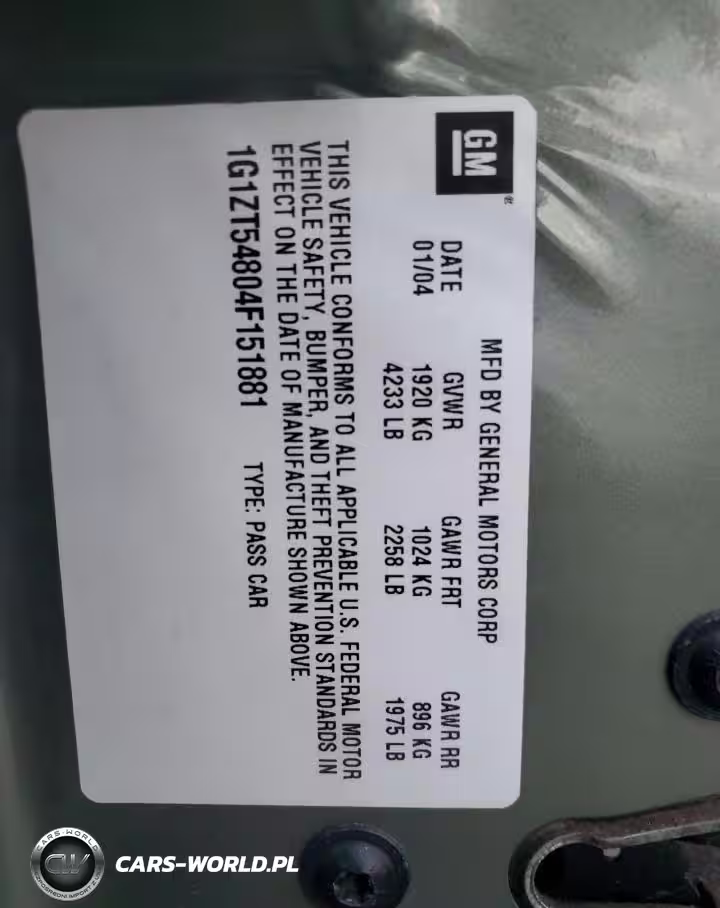 GM
MFD BY GENERAL MOTORS CORP
DATE GVWR GAWR FRT GAWR RR
01/04 1920 KG 1024 KG 896 KG
4233 LB 2258 LB 1975 LB
THIS VEHICLE CONFORMS TO ALL APPLICABLE U.S. FEDERAL MOTOR
VEHICLE SAFETY, BUMPER, AND THEFT PREVENTION STANDARDS IN
EFFECT ON THE DATE OF MANUFACTURE SHOWN ABOVE.
1G1ZT54804F151881 TYPE: PASS CAR
CARS-WORLD
CW
CARS-WORLD.PL